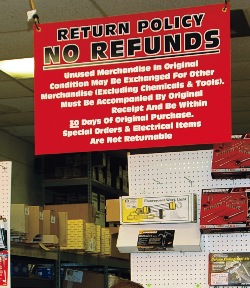 RETURN POLICY
NO REFUNDS
Unused Merchandise In Original
Condition May Be Exchanged For Other
Merchandise (Excluding Chemicals & Tools).
Must Be Accompanied By Original
Receipt And Be Within
30 Days Of Original Purchase.
Special Orders & Electrical Items
Are Not Returnable